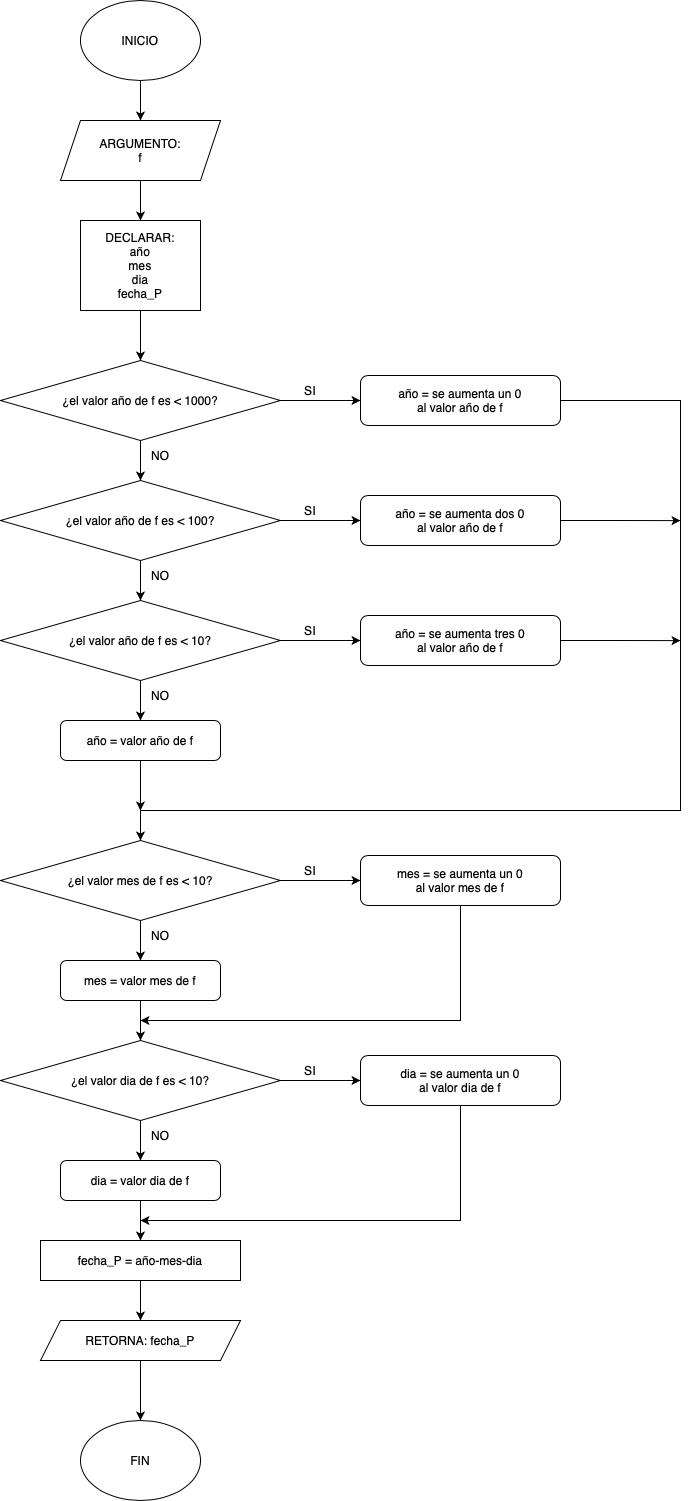 INICIO
ARGUMENTO:
f
DECLARAR:
año
mes
dia
fecha_P
¿el valor año de f es < 1000?
SI
año = se aumenta un 0
al valor año de f
NO
¿el valor año de f es < 100?
SI
año = se aumenta dos 0
al valor año de f
NO
¿el valor año de f es < 10?
SI
año = se aumenta tres 0
al valor año de f
NO
año = valor año de f
¿el valor mes de f es < 10?
SI
mes = se aumenta un 0
al valor mes de f
NO
mes = valor mes de f
¿el valor dia de f es < 10?
SI
dia = se aumenta un 0
al valor dia de f
NO
dia = valor dia de f
fecha_P = año-mes-dia
RETORNA: fecha_P
FIN